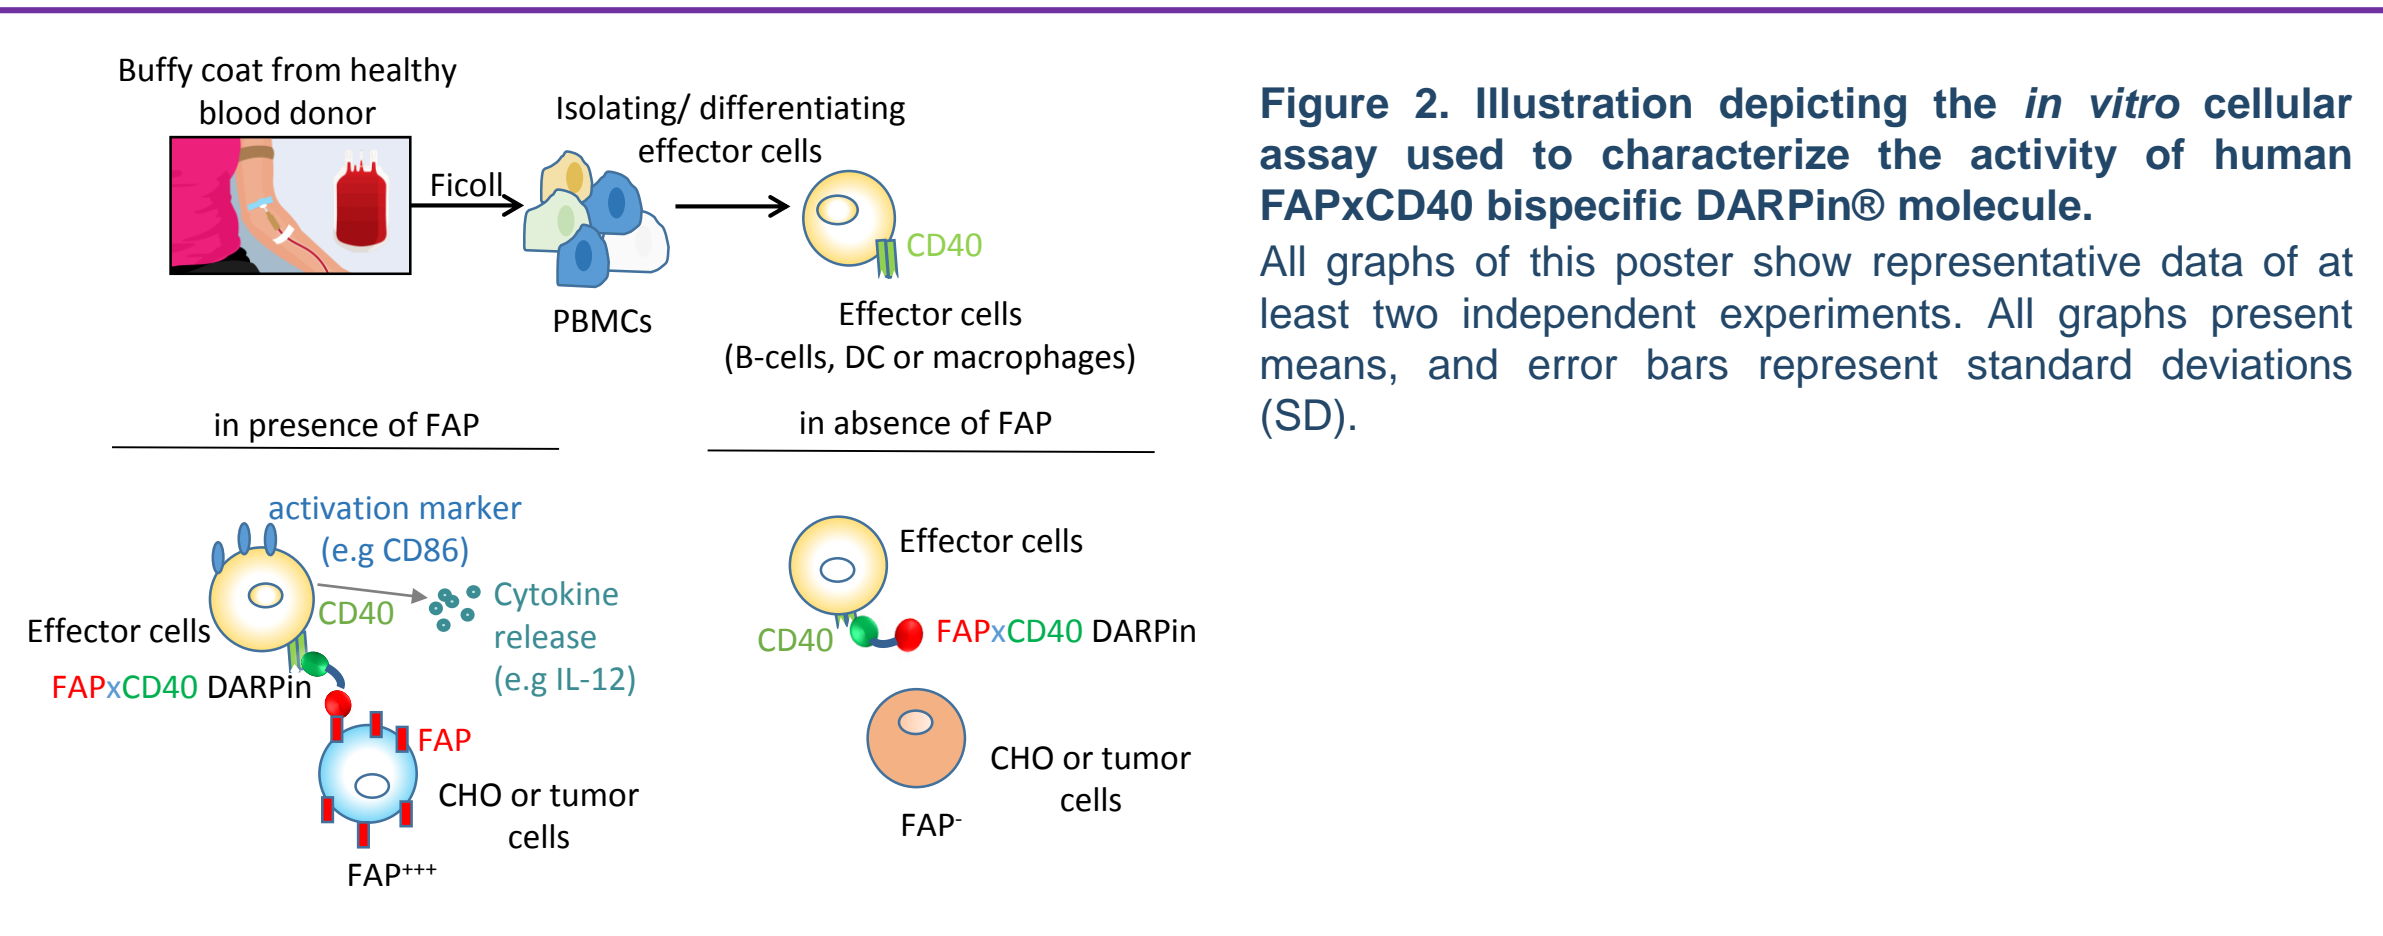 Buffy coat from healthy
blood donor
Ficoll
Isolating/ differentiating
effector cells
CD40
PBMCs
Effector cells
(B-cells, DC or macrophages)
in presence of FAP
in absence of FAP
activation marker
(e.g CD86)
CD40
Cytokine
release
(e.g IL-12)
Effector cells
FAPxCD40 DARPin
FAP
CHO or tumor
cells
FAP+++
Effector cells
CD40
FAPxCD40 DARPin
CHO or tumor
cells
FAP-
Figure 2. Illustration depicting the in vitro cellular
assay used to characterize the activity of human
FAPxCD40 bispecific DARPin® molecule.
All graphs of this poster show representative data of at
least two independent experiments. All graphs present
means, and error bars represent standard deviations
(SD).